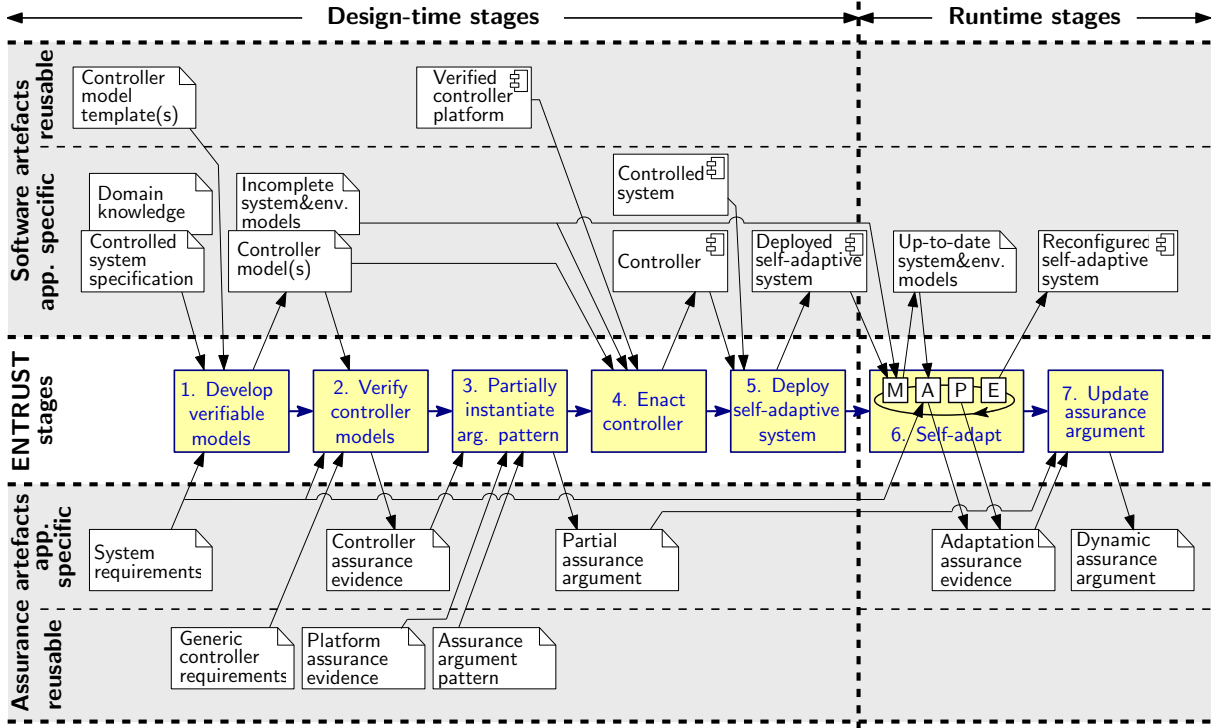 Design-time stages
Runtime stages
Software artefacts
reusable
app. specific
Controller
model
template(s)
Verified
controller
platform
Domain
knowledge
Incomplete
system&env.
models
Controlled
system
Controlled
system
specification
Controller
model(s)
Controller
Deployed
self-adaptive
system
Up-to-date
system&env.
models
Reconfigured
self-adaptive
system
ENTRUST
stages
1. Develop
verifiable
models
2. Verify
controller
models
3. Partially
instantiate
arg. pattern
4. Enact
controller
5. Deploy
self-adaptive
system
M A P E
6. Self-adapt
7. Update
assurance
argument
Assurance artefacts
app.
specific
reusable
System
requirements
Controller
assurance
evidence
Partial
assurance
argument
Adaptation
assurance
evidence
Dynamic
assurance
argument
Generic
controller
requirements
Platform
assurance
evidence
Assurance
argument
pattern